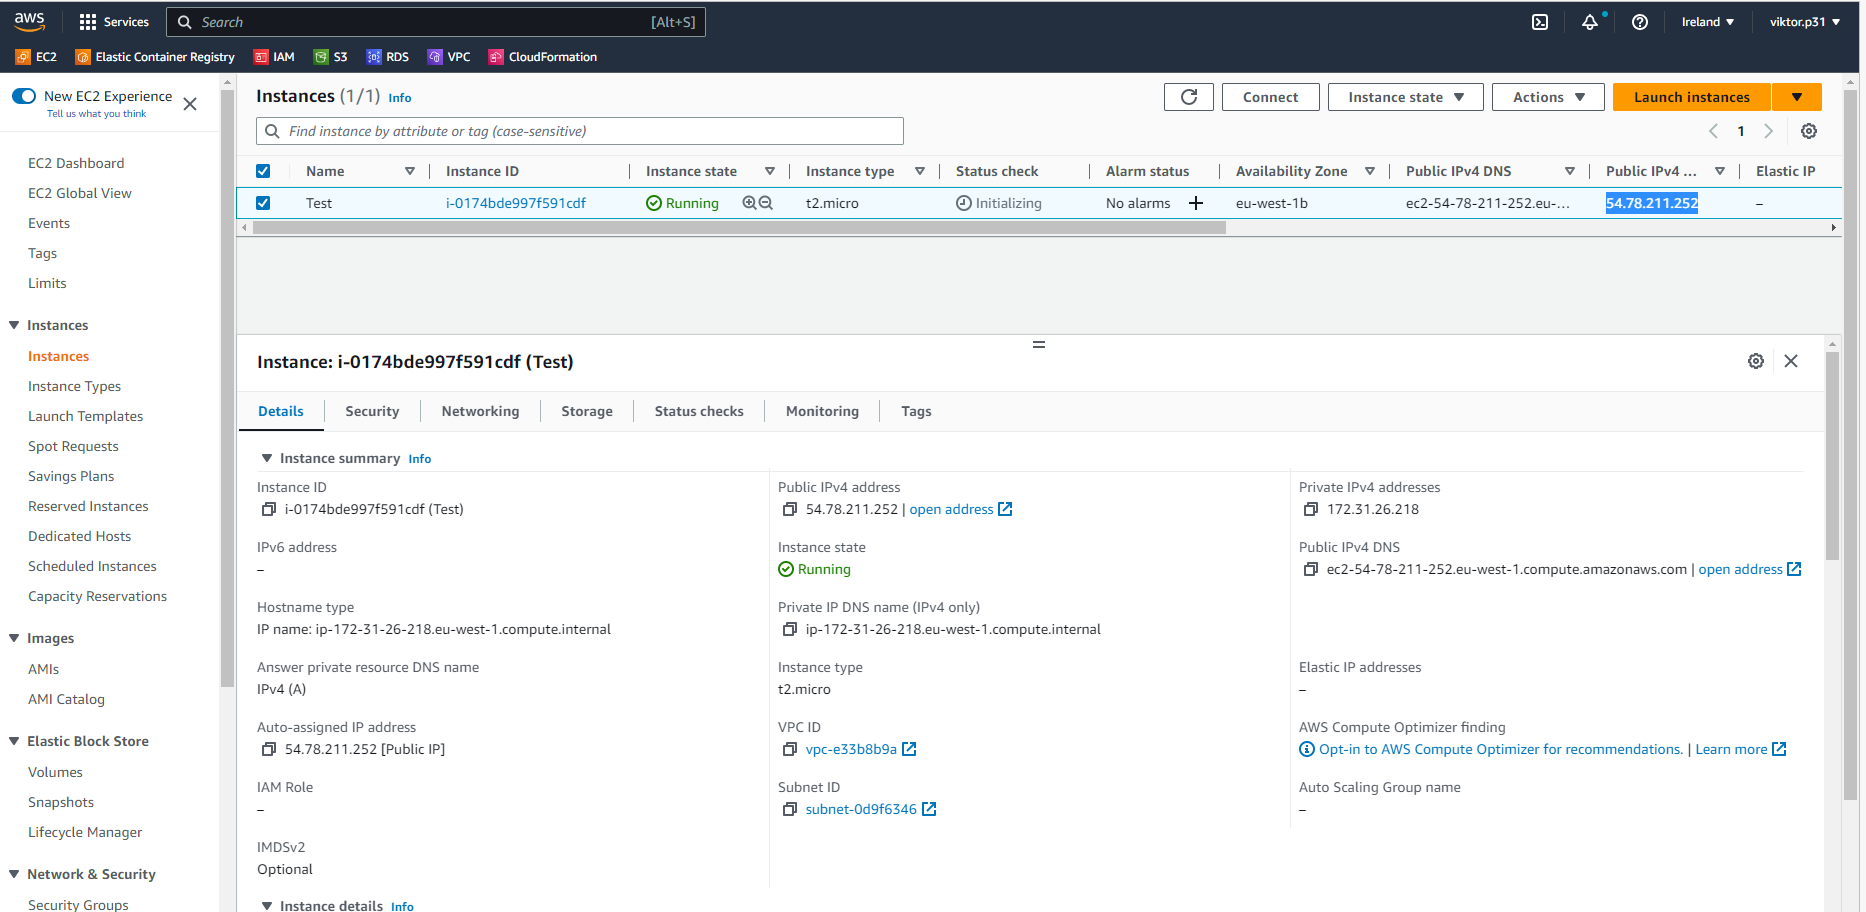 aws Services Search [Alt+S] Ireland viktor.p31
EC2 Elastic Container Registry IAM S3 RDS VPC CloudFormation
New EC2 Experience
Tell us what you think
EC2 Dashboard
EC2 Global View
Events
Tags
Limits
Instances
Instances
Instance Types
Launch Templates
Spot Requests
Savings Plans
Reserved Instances
Dedicated Hosts
Scheduled Instances
Capacity Reservations
Images
AMIs
AMI Catalog
Elastic Block Store
Volumes
Snapshots
Lifecycle Manager
Network & Security
Security Groups
Instances (1/1) Info Connect Instance state Actions Launch instances
Find instance by attribute or tag (case-sensitive) 1
Name Instance ID Instance state Instance type Status check Alarm status Availability Zone Public IPv4 DNS Public IPv4 ... Elastic IP
Test i-0174bde997f591cdf Running t2.micro Initializing No alarms + eu-west-1b ec2-54-78-211-252.eu-... 54.78.211.252 –
Instance: i-0174bde997f591cdf (Test)
Details Security Networking Storage Status checks Monitoring Tags
Instance summary Info
Instance ID Public IPv4 address Private IPv4 addresses
i-0174bde997f591cdf (Test) 54.78.211.252 | open address 172.31.26.218
IPv6 address Instance state Public IPv4 DNS
– Running ec2-54-78-211-252.eu-west-1.compute.amazonaws.com | open address
Hostname type Private IP DNS name (IPv4 only)
IP name: ip-172-31-26-218.eu-west-1.compute.internal ip-172-31-26-218.eu-west-1.compute.internal
Answer private resource DNS name Instance type Elastic IP addresses
IPv4 (A) t2.micro –
Auto-assigned IP address VPC ID AWS Compute Optimizer finding
54.78.211.252 [Public IP] vpc-e33b8b9a Opt-in to AWS Compute Optimizer for recommendations. | Learn more
IAM Role Subnet ID Auto Scaling Group name
– subnet-0d9f6346 –
IMDSv2
Optional
Instance details Info